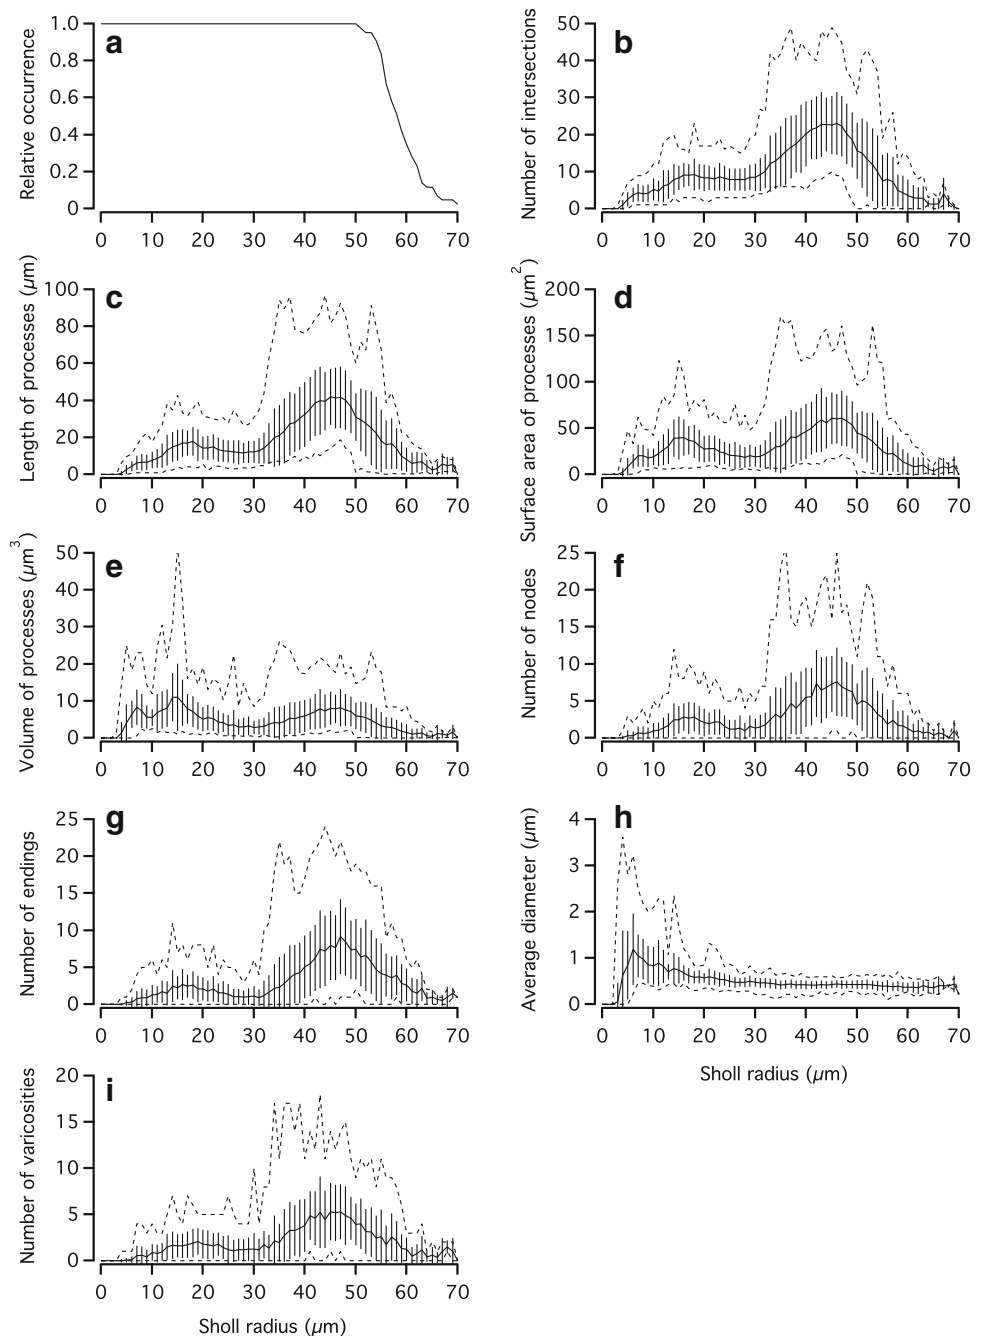 a
Relative occurrence
1.0
0.8
0.6
0.4
0.2
0
0 10 20 30 40 50 60 70
b
Number of intersections
50
40
30
20
10
0
0 10 20 30 40 50 60 70
c
Length of processes (µm)
100
80
60
40
20
0
0 10 20 30 40 50 60 70
d
Surface area of processes (µm²)
200
150
100
50
0
0 10 20 30 40 50 60 70
e
Volume of processes (µm³)
50
40
30
20
10
0
0 10 20 30 40 50 60 70
f
Number of nodes
25
20
15
10
5
0
0 10 20 30 40 50 60 70
g
Number of endings
25
20
15
10
5
0
0 10 20 30 40 50 60 70
h
Average diameter (µm)
4
3
2
1
0
0 10 20 30 40 50 60 70
Sholl radius (µm)
i
Number of varicosities
20
15
10
5
0
0 10 20 30 40 50 60 70
Sholl radius (µm)